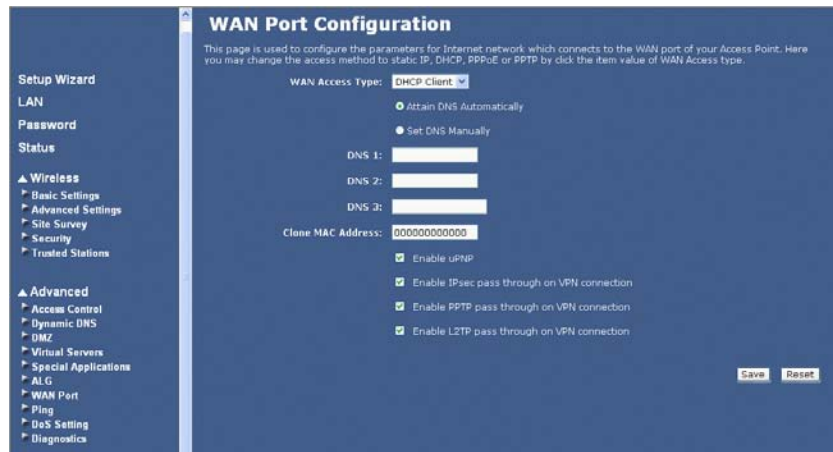 Setup Wizard
LAN
Password
Status
Wireless
Basic Settings
Advanced Settings
Site Survey
Security
Trusted Stations
Advanced
Access Control
Dynamic DNS
DMZ
Virtual Servers
Special Applications
ALG
WAN Port
Ping
DoS Setting
Diagnostics
WAN Port Configuration
This page is used to configure the parameters for Internet network which connects to the WAN port of your Access Point. Here
you may change the access method to static IP, DHCP, PPPoE or PPTP by click the item value of WAN Access type.
WAN Access Type: DHCP Client
Attain DNS Automatically
Set DNS Manually
DNS 1:
DNS 2:
DNS 3:
Clone MAC Address: 000000000000
Enable uPNP
Enable IPsec pass through on VPN connection
Enable PPTP pass through on VPN connection
Enable L2TP pass through on VPN connection
Save Reset